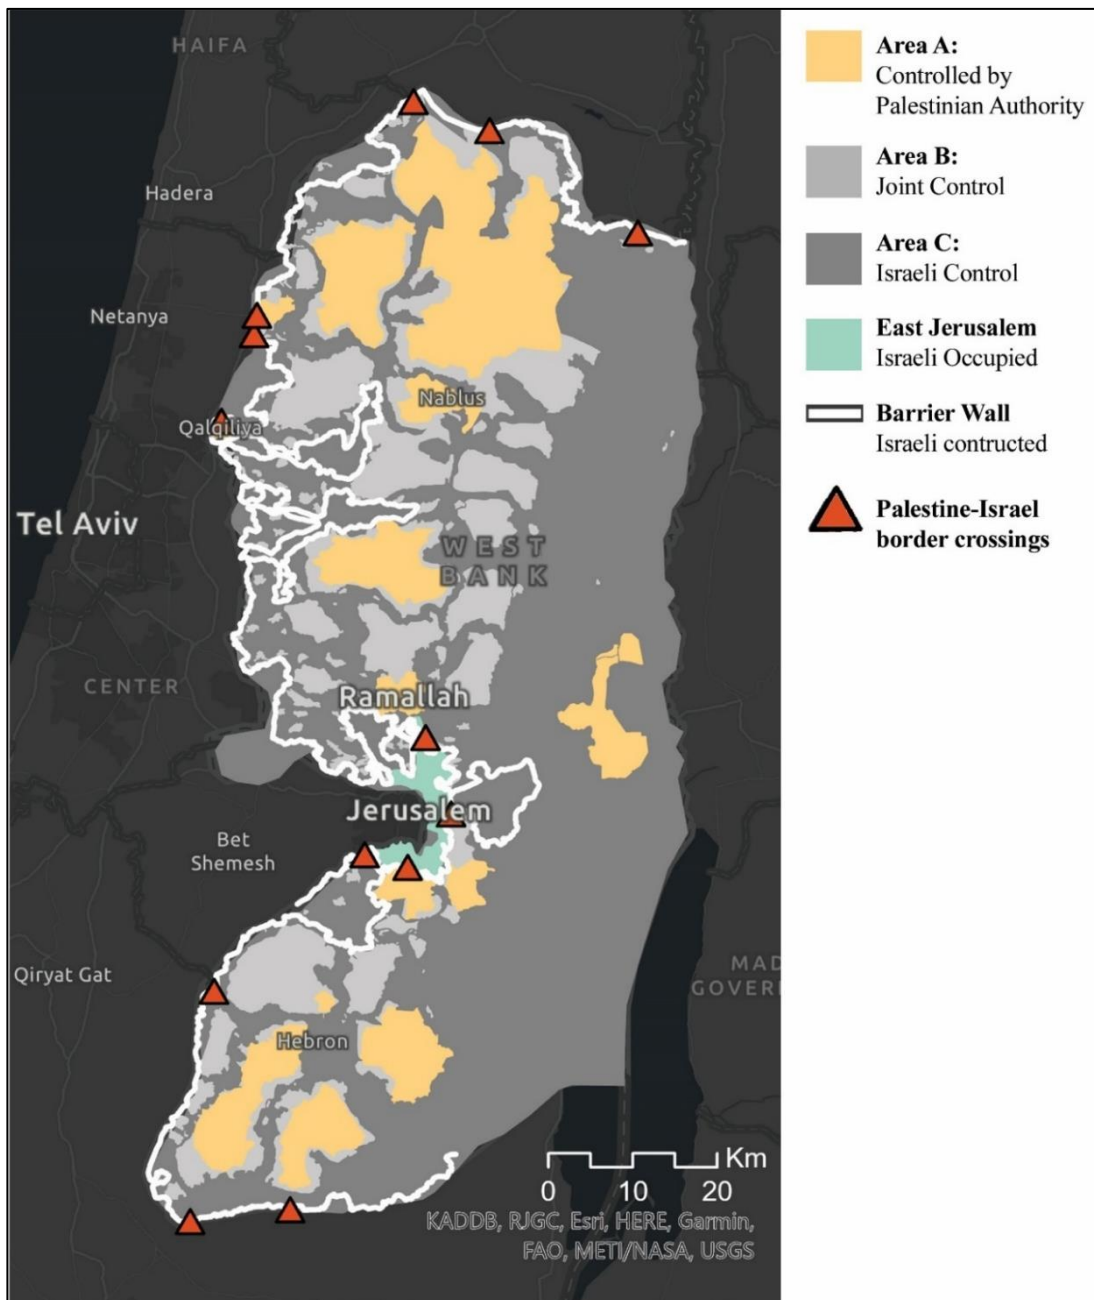 HAIFA
Hadera
Netanya
Nablus
Qalqiliya
Tel Aviv
WEST
BANK
CENTER
Ramallah
Jerusalem
Bet
Shemesh
Qiryat Gat
MAD
GOVER
Hebron
Km
0 10 20
KADDB, RJGC, Esri, HERE, Garmin,
FAO, METI/NASA, USGS
Area A:
Controlled by
Palestinian Authority
Area B:
Joint Control
Area C:
Israeli Control
East Jerusalem
Israeli Occupied
Barrier Wall
Israeli contructed
Palestine-Israel
border crossings